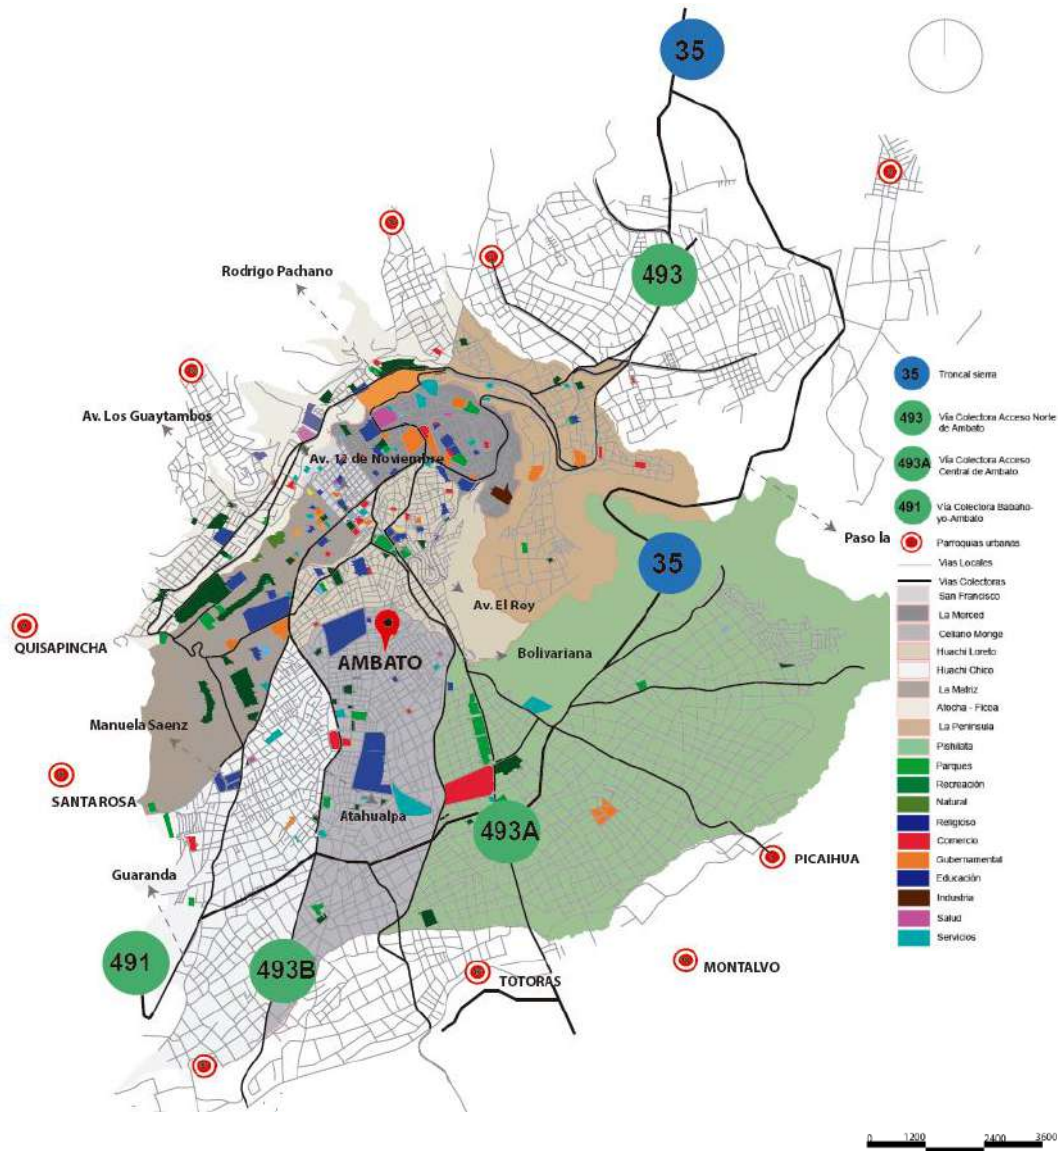 35
493
Rodrigo Pachano
Av. Los Guaytambos
Av. 12 de Noviembre
35
Troncal sierra
493
Vía Colectora Acceso Norte
de Ambato
493A
Vía Colectora Acceso
Central de Ambato
491
Vía Colectora Babaho-
yo-Ambato
Parroquias urbanas
Vias Locales
Vias Colectoras
San Francisco
La Merced
Celiano Monge
Huachi Loreto
Huachi Chico
La Matriz
Atocha - Ficoa
La Peninsula
Pishilata
Parques
Recreación
Natural
Religioso
Comercio
Gubernamental
Educación
Industria
Salud
Servicios
Paso la
35
Av. El Rey
Bolivariana
QUISAPINCHA
AMBATO
Manuela Saenz
SANTA ROSA
Atahualpa
493A
PICAIHUA
Guaranda
491
493B
TOTORAS
MONTALVO
0 1200 2400 3600